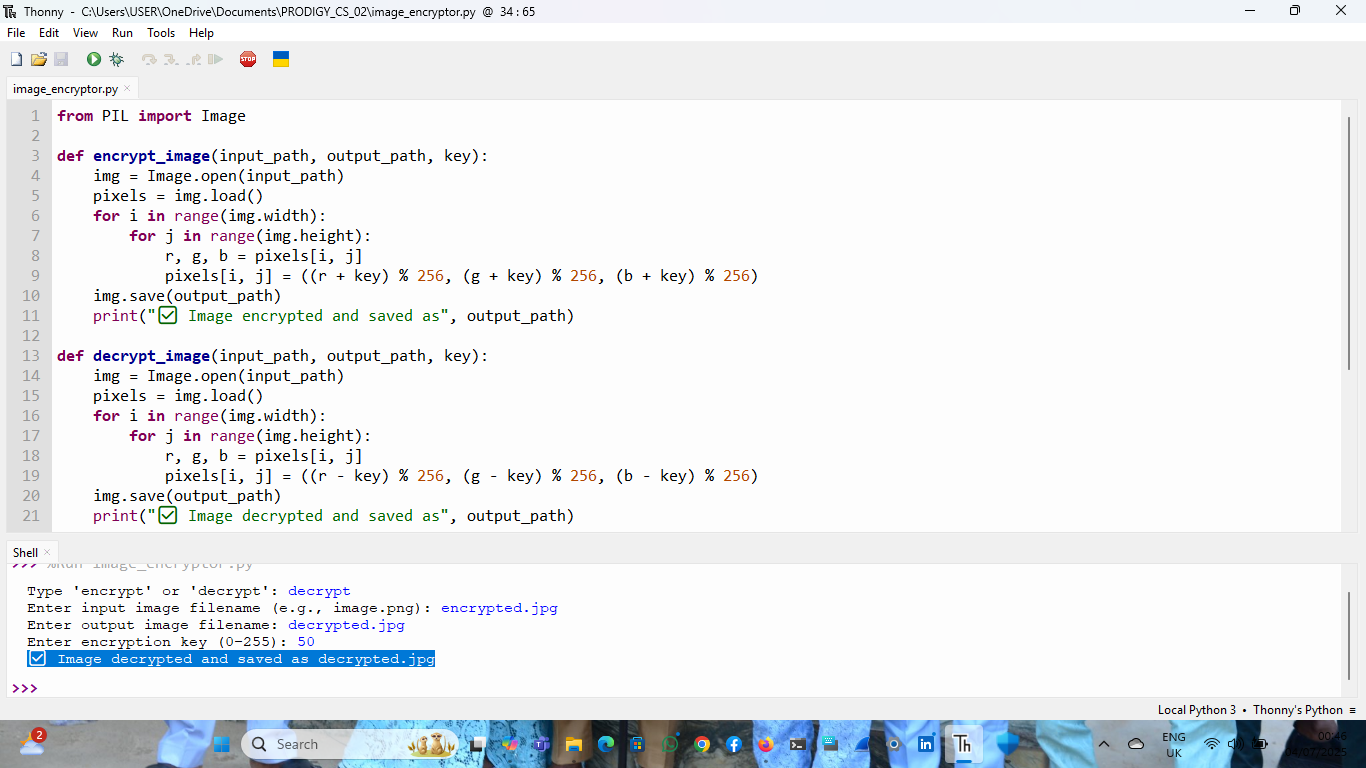 Thonny - C:\Users\USER\OneDrive\Documents\PRODIGY_CS_02\image_encryptor.py @ 34 : 65
File Edit View Run Tools Help
STOP
image_encryptor.py ×
1 from PIL import Image
2
3 def encrypt_image(input_path, output_path, key):
4     img = Image.open(input_path)
5     pixels = img.load()
6     for i in range(img.width):
7         for j in range(img.height):
8             r, g, b = pixels[i, j]
9             pixels[i, j] = ((r + key) % 256, (g + key) % 256, (b + key) % 256)
10     img.save(output_path)
11     print("✅ Image encrypted and saved as", output_path)
12
13 def decrypt_image(input_path, output_path, key):
14     img = Image.open(input_path)
15     pixels = img.load()
16     for i in range(img.width):
17         for j in range(img.height):
18             r, g, b = pixels[i, j]
19             pixels[i, j] = ((r - key) % 256, (g - key) % 256, (b - key) % 256)
20     img.save(output_path)
21     print("✅ Image decrypted and saved as", output_path)
Shell ×
>>> %Run image_encryptor.py
Type 'encrypt' or 'decrypt': decrypt
Enter input image filename (e.g., image.png): encrypted.jpg
Enter output image filename: decrypted.jpg
Enter encryption key (0-255): 50
✅ Image decrypted and saved as decrypted.jpg
>>>
Local Python 3 • Thonny's Python ≡
2
Search
Th
ENG
UK
00:46
04/07/2025